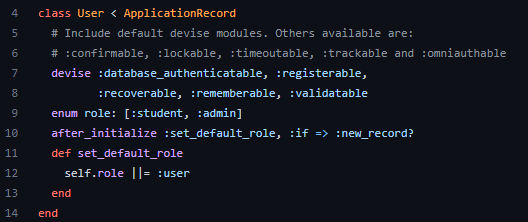 4 class User < ApplicationRecord
5 # Include default devise modules. Others available are:
6 # :confirmable, :lockable, :timeoutable, :trackable and :omniauthable
7 devise :database_authenticatable, :registerable,
8 :recoverable, :rememberable, :validatable
9 enum role: [:student, :admin]
10 after_initialize :set_default_role, :if => :new_record?
11 def set_default_role
12 self.role ||= :user
13 end
14 end